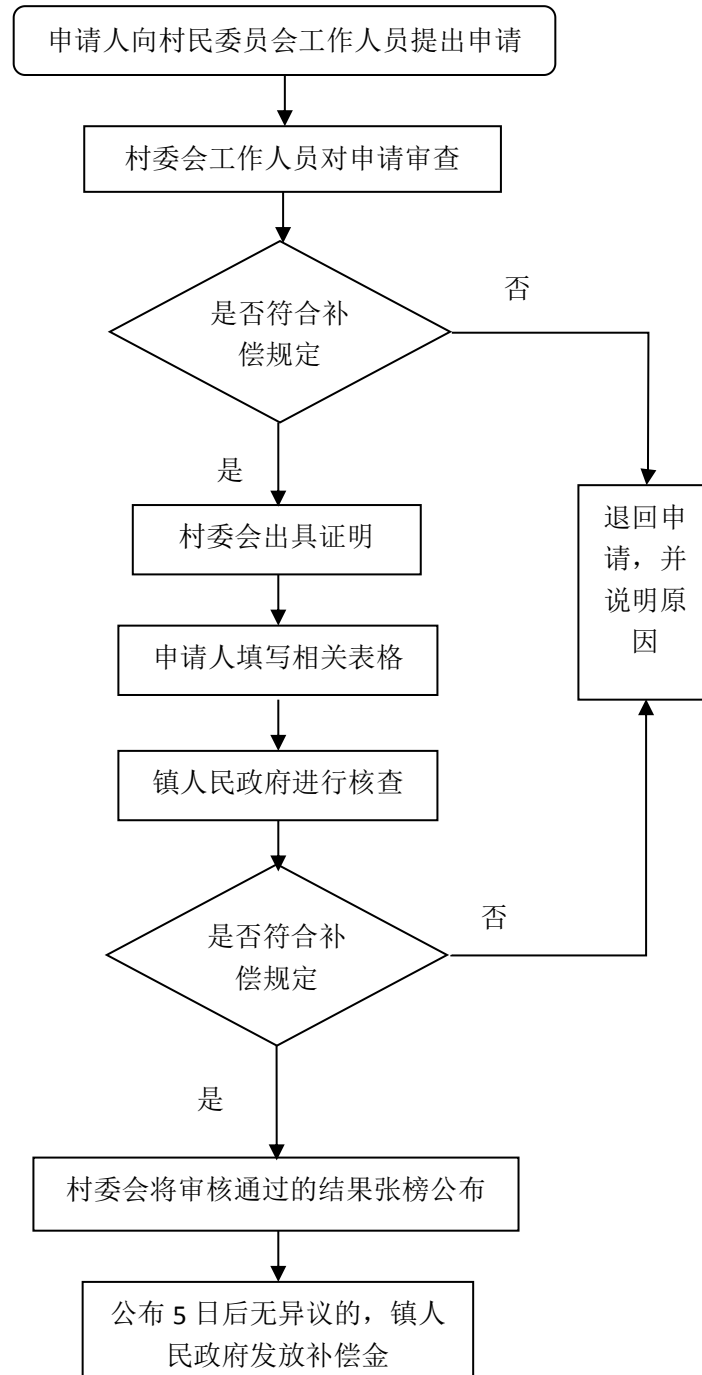 申请人向村民委员会工作人员提出申请
村委会工作人员对申请审查
是否符合补
偿规定
否
是
村委会出具证明
退回申
请，并
说明原
因
申请人填写相关表格
镇人民政府进行核查
是否符合补
偿规定
否
是
村委会将审核通过的结果张榜公布
公布 5 日后无异议的，镇人
民政府发放补偿金